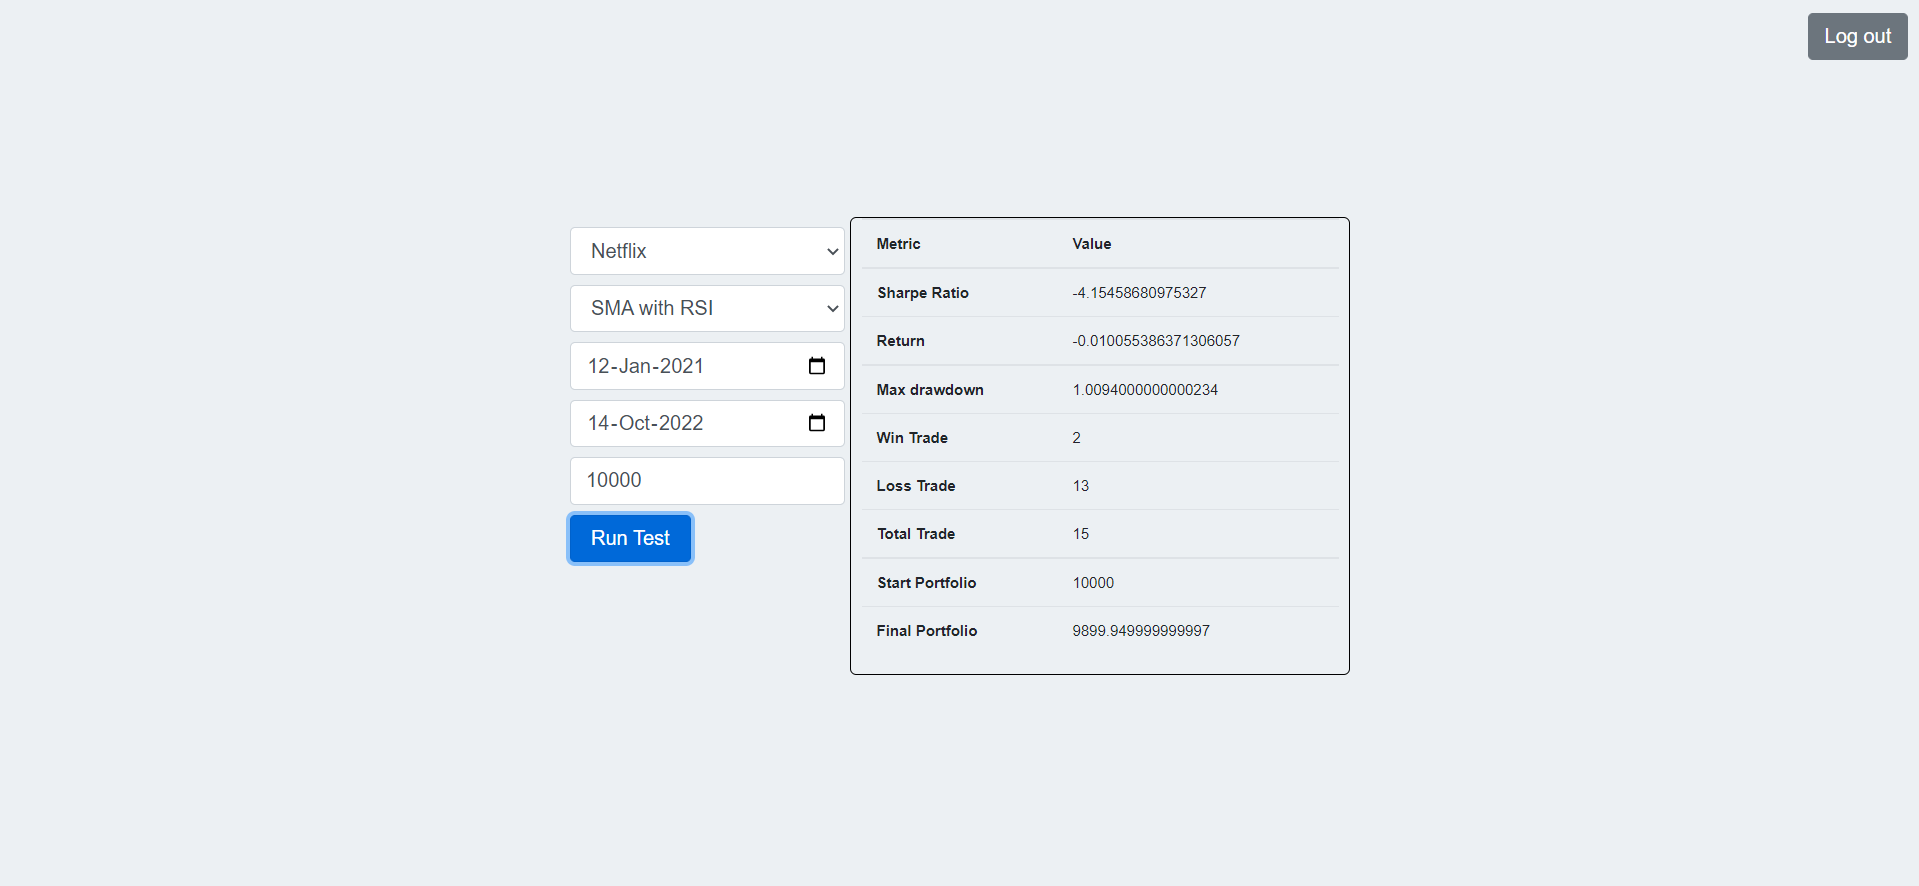 Log out
Netflix
SMA with RSI
12-Jan-2021
14-Oct-2022
10000
Run Test
Metric Value
Sharpe Ratio -4.15458680975327
Return -0.010055386371306057
Max drawdown 1.0094000000000234
Win Trade 2
Loss Trade 13
Total Trade 15
Start Portfolio 10000
Final Portfolio 9899.949999999997